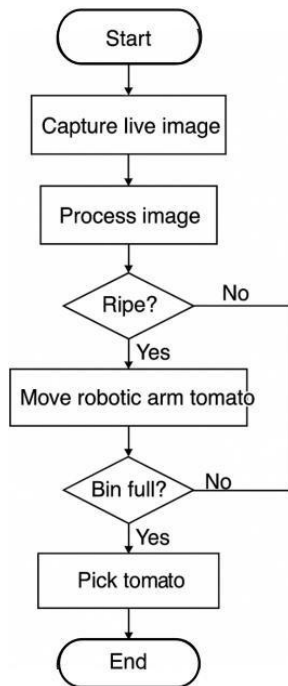 Start
Capture live image
Process image
Ripe?
No
Yes
Move robotic arm tomato
Bin full?
No
Yes
Pick tomato
End